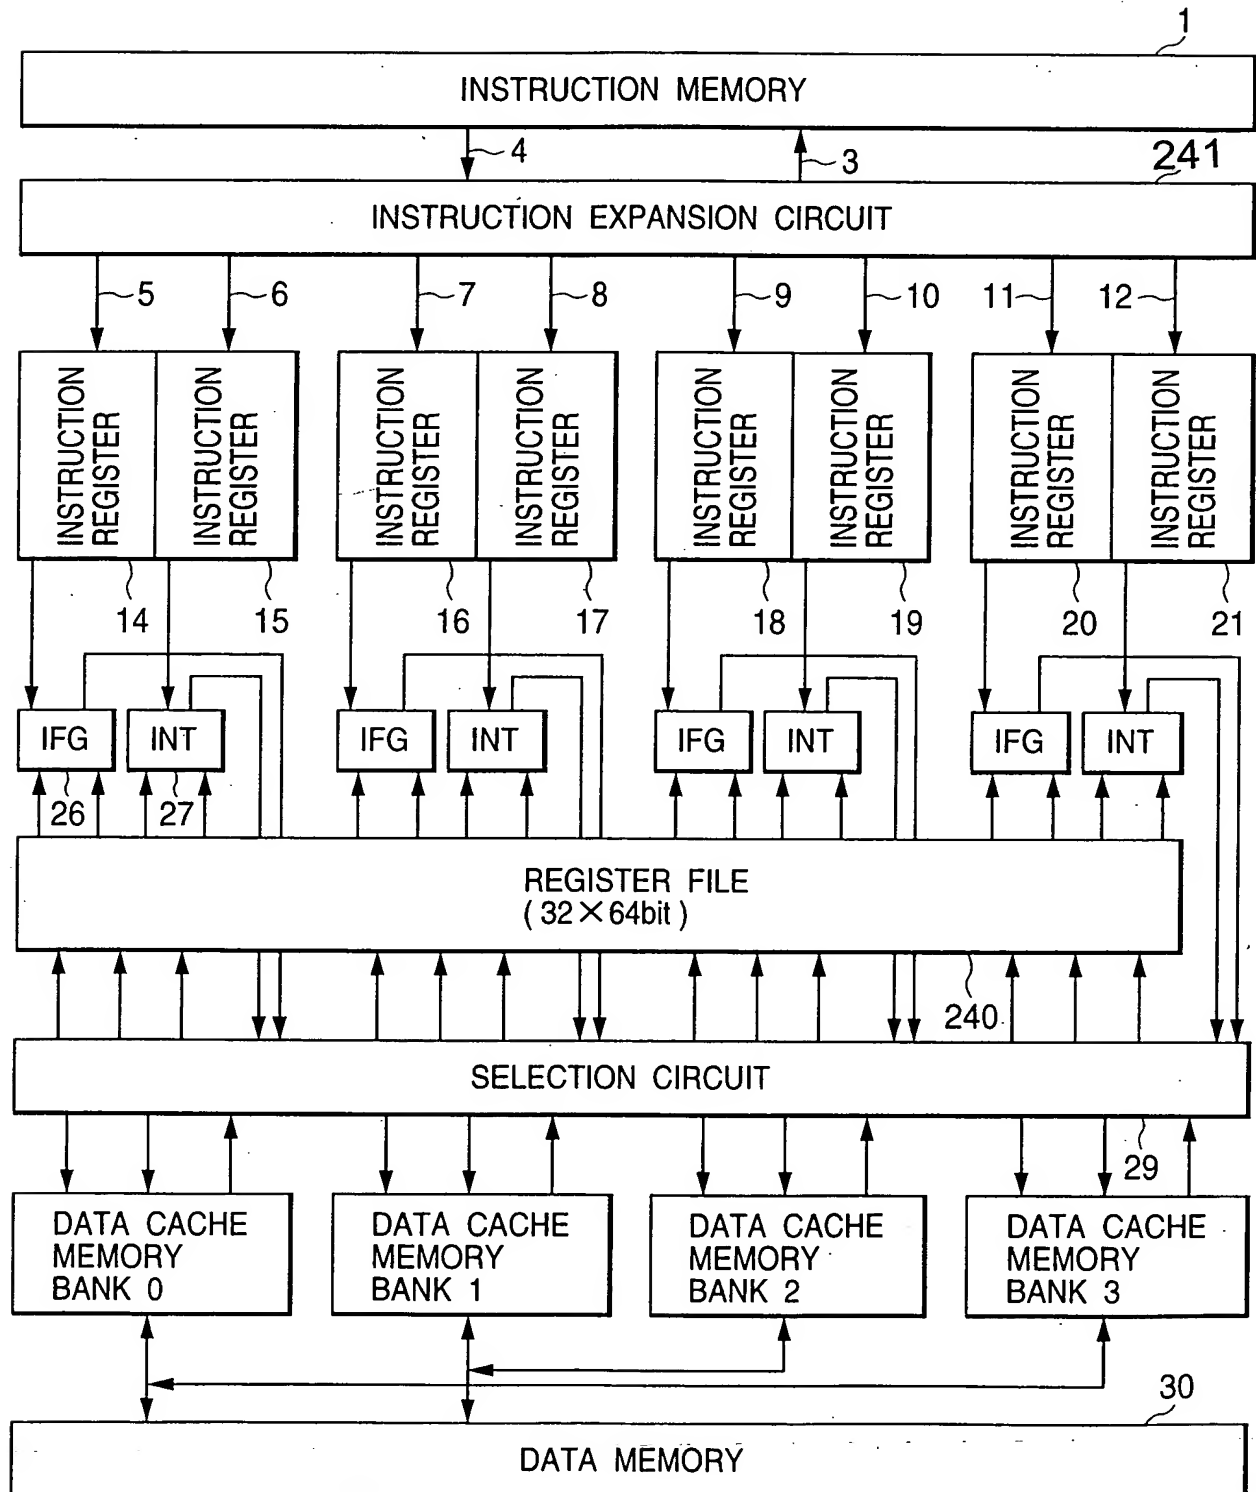 1
INSTRUCTION MEMORY
4
3
241
INSTRUCTION EXPANSION CIRCUIT
5
6
7
8
9
10
11
12
INSTRUCTION
REGISTER
INSTRUCTION
REGISTER
INSTRUCTION
REGISTER
INSTRUCTION
REGISTER
INSTRUCTION
REGISTER
INSTRUCTION
REGISTER
INSTRUCTION
REGISTER
INSTRUCTION
REGISTER
14
15
16
17
18
19
20
21
IFG
INT
IFG
INT
IFG
INT
IFG
INT
26
27
REGISTER FILE
(32×64bit)
240
SELECTION CIRCUIT
29
DATA CACHE
MEMORY
BANK 0
DATA CACHE
MEMORY
BANK 1
DATA CACHE
MEMORY
BANK 2
DATA CACHE
MEMORY
BANK 3
30
DATA MEMORY